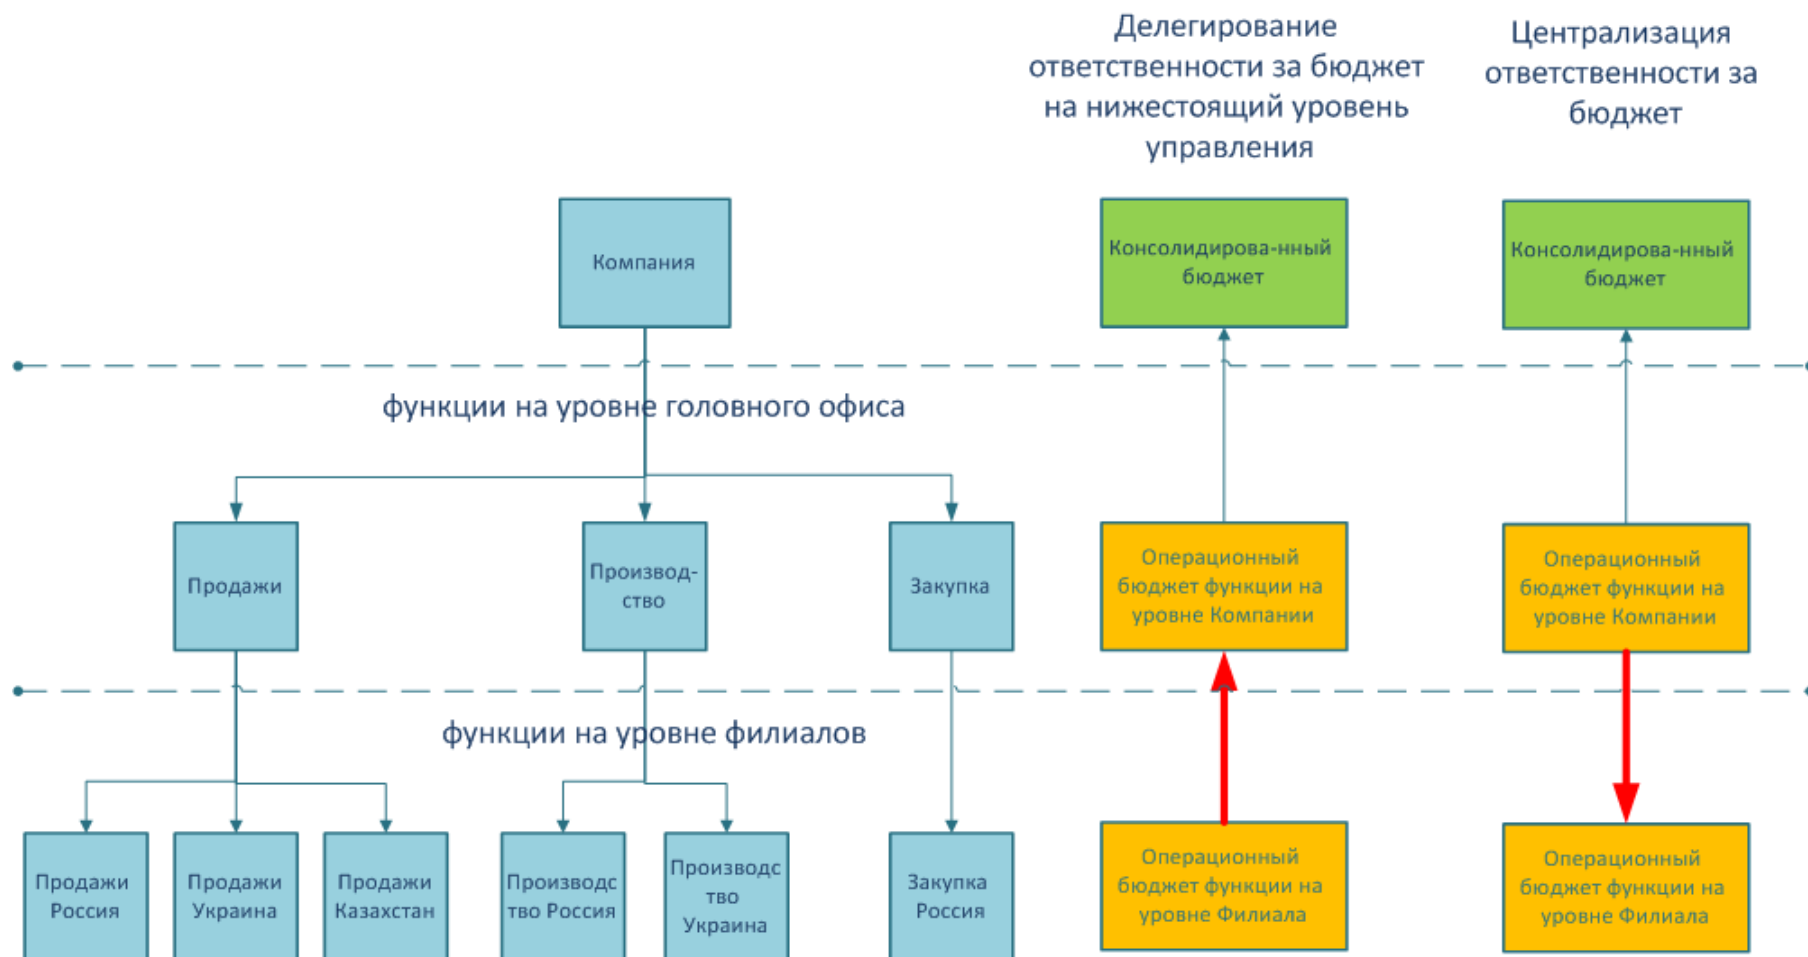 Делегирование
ответственности за бюджет
на нижестоящий уровень
управления
Централизация
ответственности за
бюджет
Компания
Консолидирова-нный
бюджет
Консолидирова-нный
бюджет
функции на уровне головного офиса
Продажи
Производ-
ство
Закупка
Операционный
бюджет функции на
уровне Компании
Операционный
бюджет функции на
уровне Компании
функции на уровне филиалов
Продажи
Россия
Продажи
Украина
Продажи
Казахстан
Производс
тво Россия
Производс
тво
Украина
Закупка
Россия
Операционный
бюджет функции на
уровне Филиала
Операционный
бюджет функции на
уровне Филиала